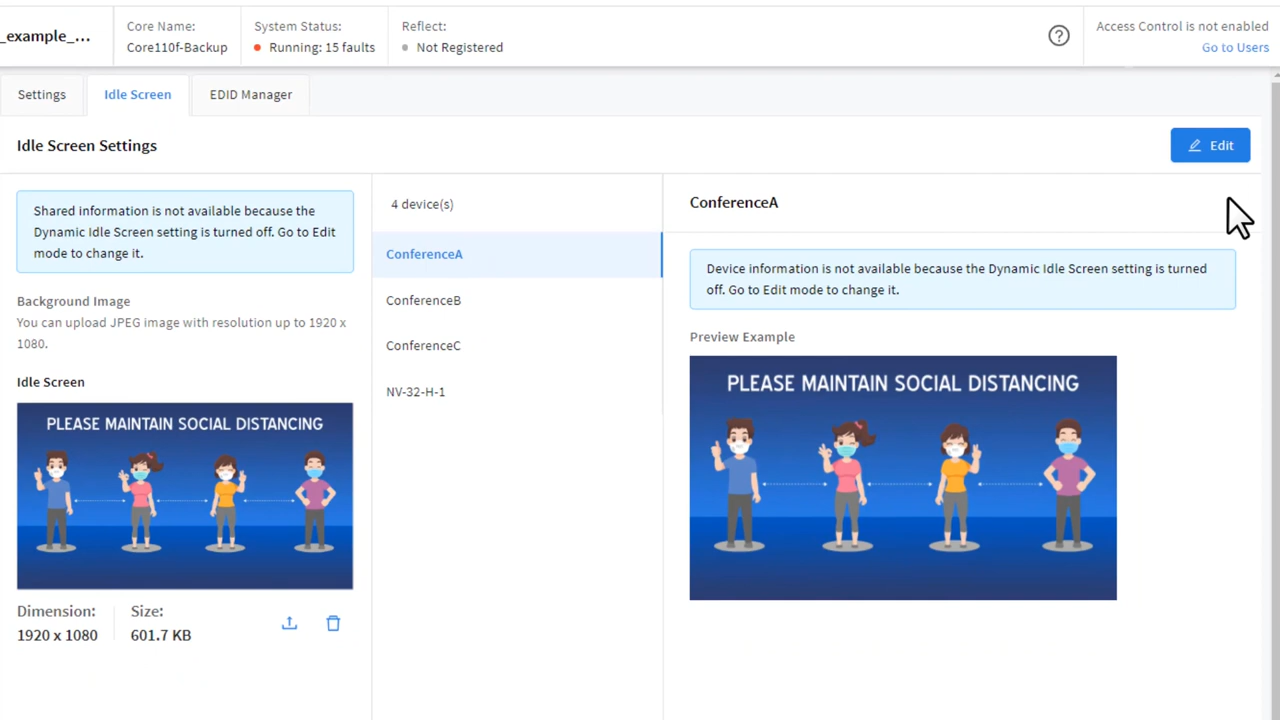 _example_...
Core Name:
Core110f-Backup
System Status:
Running: 15 faults
Reflect:
Not Registered
Access Control is not enabled
Go to Users
Settings
Idle Screen
EDID Manager
Idle Screen Settings
Edit
Shared information is not available because the
Dynamic Idle Screen setting is turned off. Go to Edit
mode to change it.
Background Image
You can upload JPEG image with resolution up to 1920 x
1080.
Idle Screen
PLEASE MAINTAIN SOCIAL DISTANCING
Dimension:
1920 x 1080
Size:
601.7 KB
4 device(s)
ConferenceA
ConferenceB
ConferenceC
NV-32-H-1
ConferenceA
Device information is not available because the Dynamic Idle Screen setting is turned
off. Go to Edit mode to change it.
Preview Example
PLEASE MAINTAIN SOCIAL DISTANCING